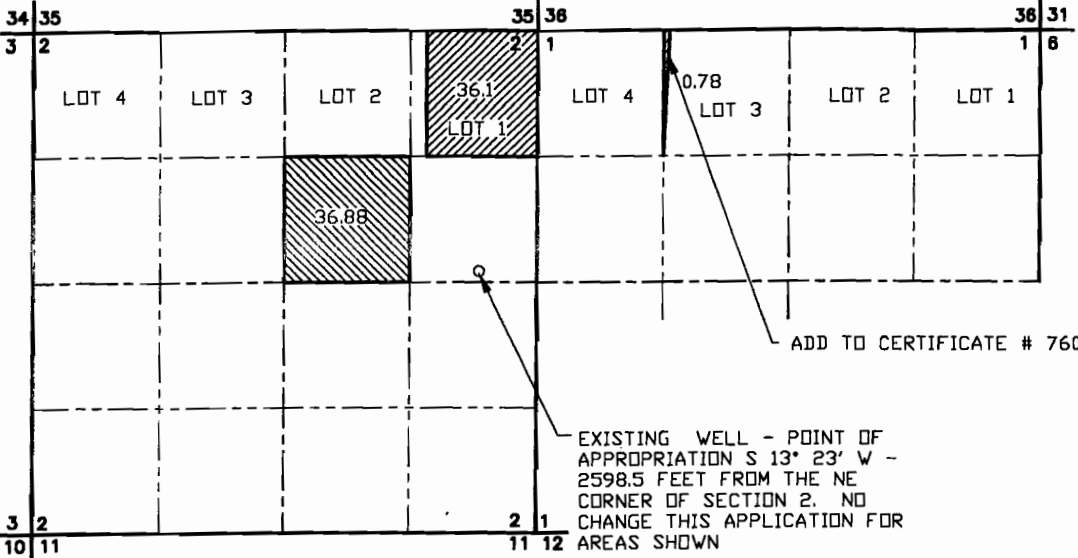 34 35
35 36
36 31
3 2
2 1
1 6
LOT 4
LOT 3
LOT 2
36.1
LOT 1
LOT 4
0.78
LOT 3
LOT 2
LOT 1
36.88
ADD TO CERTIFICATE # 760
EXISTING WELL - POINT OF
APPROPRIATION S 13° 23' W -
2598.5 FEET FROM THE NE
CORNER OF SECTION 2. NO
CHANGE THIS APPLICATION FOR
AREAS SHOWN
3 2
2 1
10 11
11 12